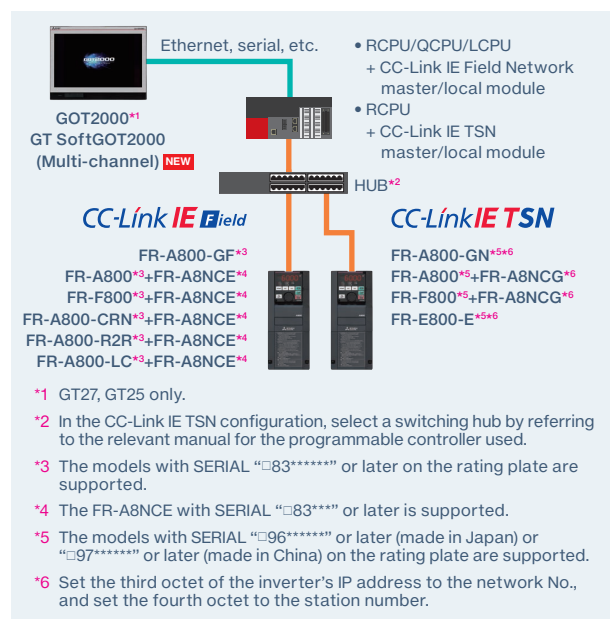 GOT2000
Ethernet, serial, etc.
• RCPU/QCPU/LCPU
+ CC-Link IE Field Network
master/local module
• RCPU
+ CC-Link IE TSN
master/local module
GOT2000*1
GT SoftGOT2000
(Multi-channel) NEW
HUB*2
CC-Link IE Field
FR-A800-GF*3
FR-A800*3+FR-A8NCE*4
FR-F800*3+FR-A8NCE*4
FR-A800-CRN*3+FR-A8NCE*4
FR-A800-R2R*3+FR-A8NCE*4
FR-A800-LC*3+FR-A8NCE*4
CC-Link IE TSN
FR-A800-GN*5*6
FR-A800*5+FR-A8NCG*6
FR-F800*5+FR-A8NCG*6
FR-E800-E*5*6
*1 GT27, GT25 only.
*2 In the CC-Link IE TSN configuration, select a switching hub by referring
to the relevant manual for the programmable controller used.
*3 The models with SERIAL “□83******” or later on the rating plate are
supported.
*4 The FR-A8NCE with SERIAL “□83***” or later is supported.
*5 The models with SERIAL “□96******” or later (made in Japan) or
“□97******” or later (made in China) on the rating plate are supported.
*6 Set the third octet of the inverter’s IP address to the network No.,
and set the fourth octet to the station number.